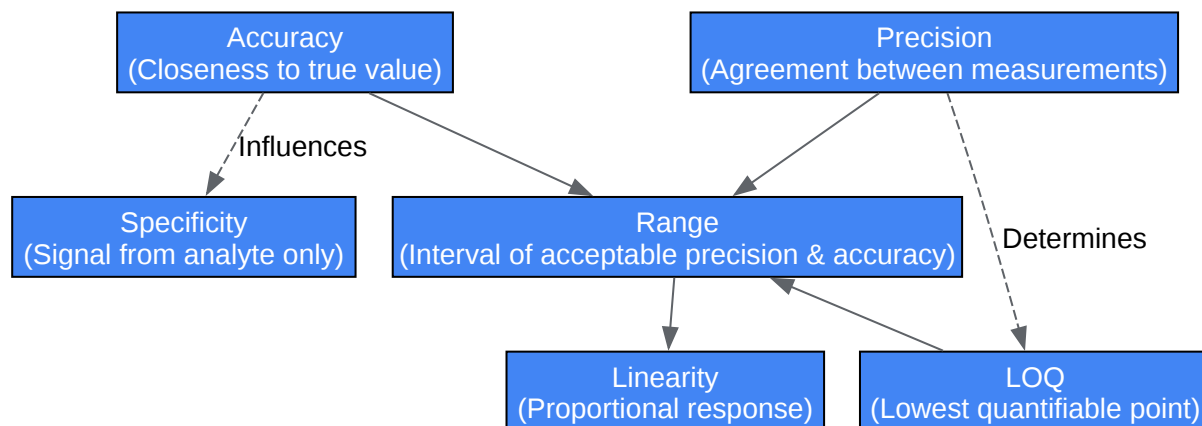 Accuracy
(Closeness to true value)
Precision
(Agreement between measurements)
Influences
Specificity
(Signal from analyte only)
Range
(Interval of acceptable precision & accuracy)
Determines
Linearity
(Proportional response)
LOQ
(Lowest quantifiable point)